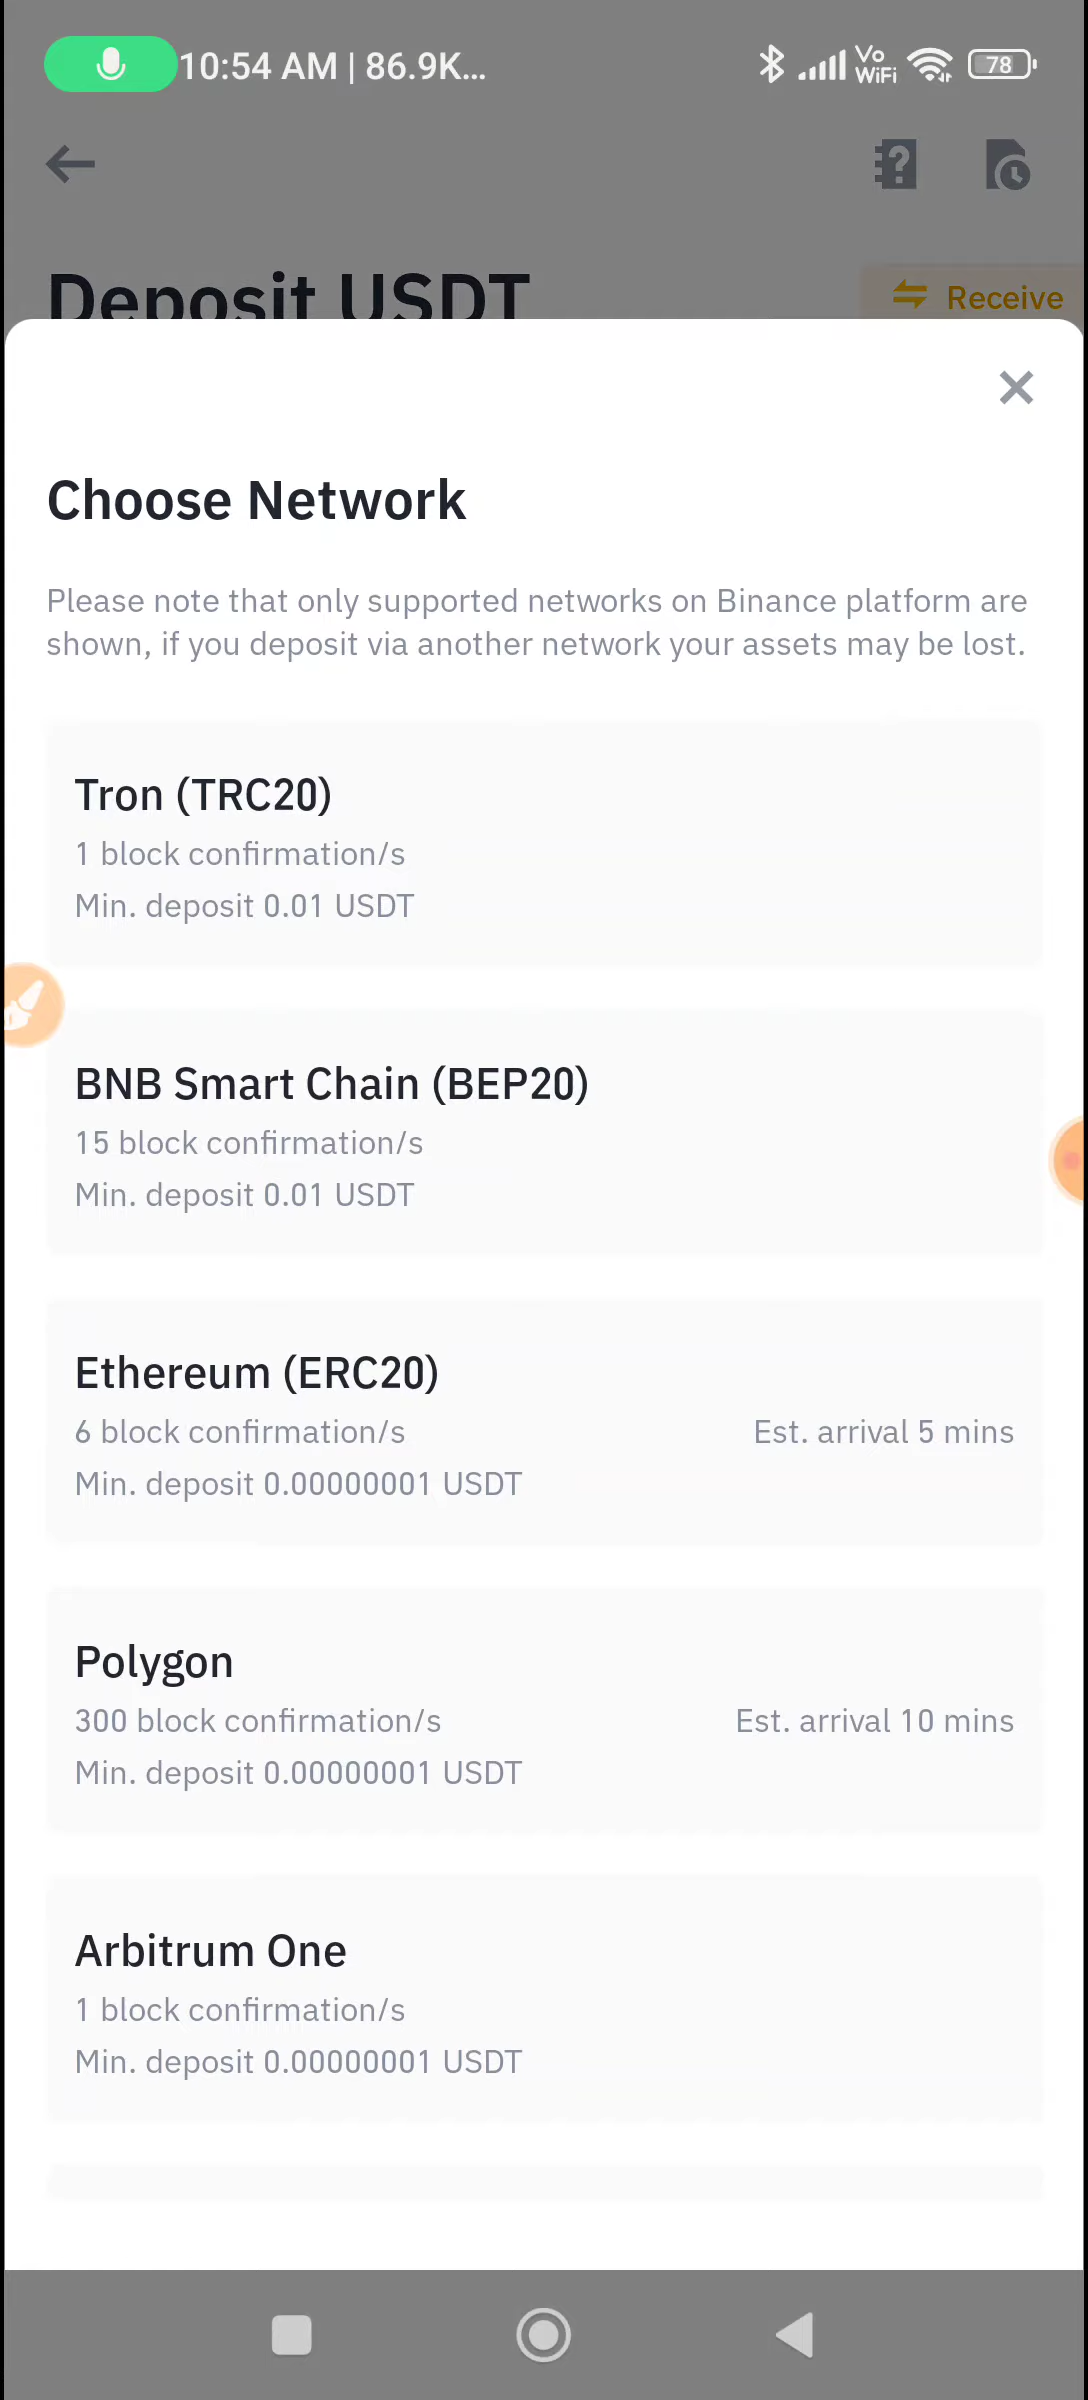 10:54 AM | 86.9K...
Vo
WiFi
78
Deposit USDT
Receive
Choose Network
Please note that only supported networks on Binance platform are
shown, if you deposit via another network your assets may be lost.
Tron (TRC20)
1 block confirmation/s
Min. deposit 0.01 USDT
BNB Smart Chain (BEP20)
15 block confirmation/s
Min. deposit 0.01 USDT
Ethereum (ERC20)
6 block confirmation/s
Est. arrival 5 mins
Min. deposit 0.00000001 USDT
Polygon
300 block confirmation/s
Est. arrival 10 mins
Min. deposit 0.00000001 USDT
Arbitrum One
1 block confirmation/s
Min. deposit 0.00000001 USDT